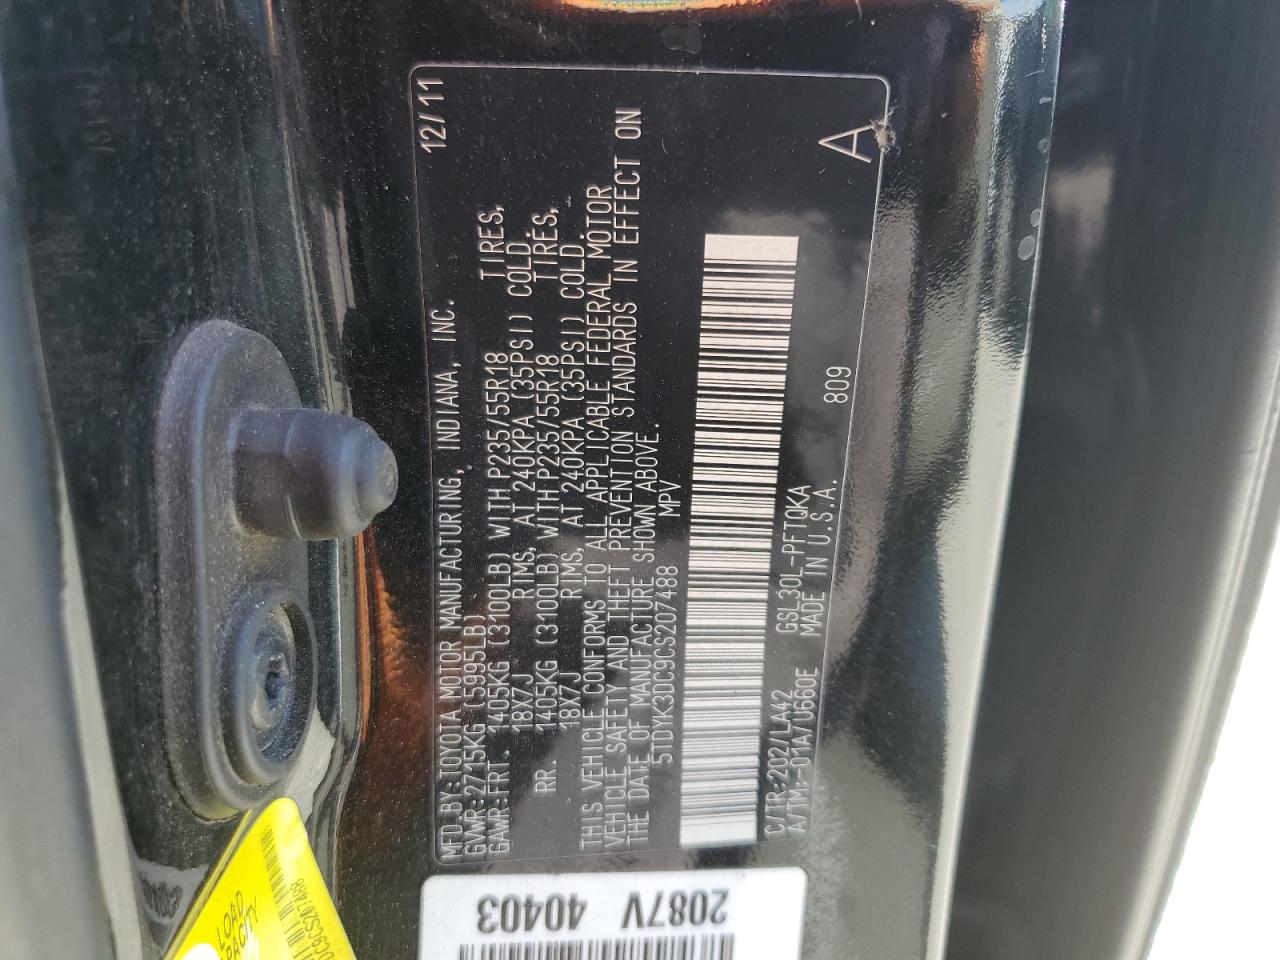 MFD.BY:TOYOTA MOTOR MANUFACTURING, INDIANA, INC. 12/11
GVWR:2715KG (5995LB)
GAWR:FRT. 1405KG (3100LB) WITH P235/55R18 TIRES,
18X7J RIMS, AT 240KPA (35PSI) COLD.
RR. 1405KG (3100LB) WITH P235/55R18 TIRES,
18X7J RIMS, AT 240KPA (35PSI) COLD.
THIS VEHICLE CONFORMS TO ALL APPLICABLE FEDERAL MOTOR
VEHICLE SAFETY AND THEFT PREVENTION STANDARDS IN EFFECT ON
THE DATE OF MANUFACTURE SHOWN ABOVE.
5TDYK3DC9CS207488 MPV
C/TR:202/LA42 GSL30L-PFTQKA
A/TM:-01A/U660E MADE IN U.S.A. 809
A
2087V
40403
LOAD